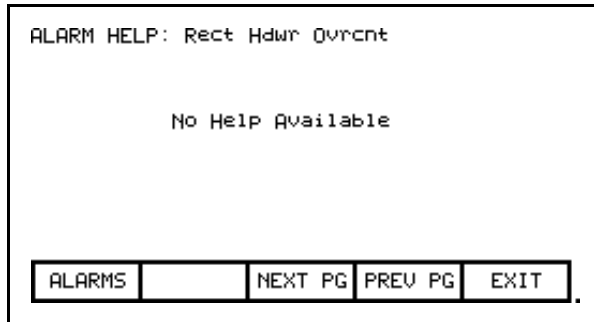 ALARM HELP: Rect Hdwr Ovrcnt
No Help Available
ALARMS NEXT PG PREV PG EXIT
.